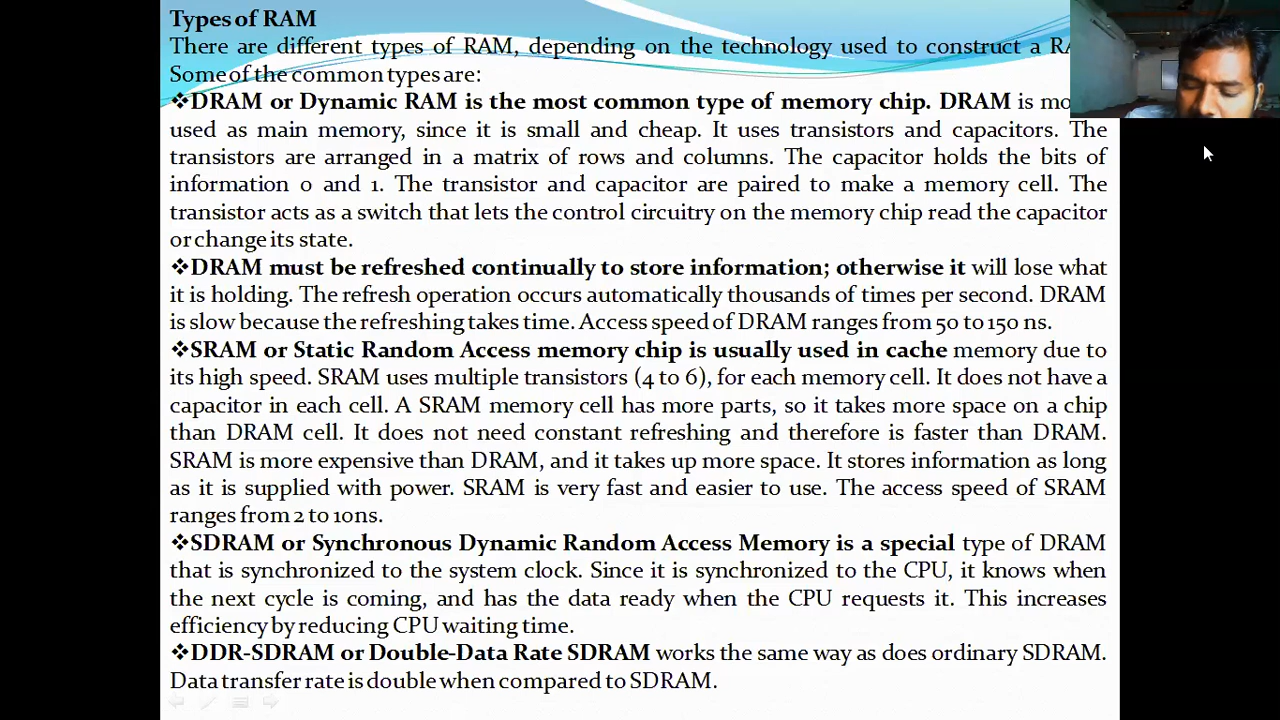 Types of RAM
There are different types of RAM, depending on the technology used to construct a
Some of the common types are:
❖DRAM or Dynamic RAM is the most common type of memory chip. DRAM is
used as main memory, since it is small and cheap. It uses transistors and capacitors. The
transistors are arranged in a matrix of rows and columns. The capacitor holds the bits of
information 0 and 1. The transistor and capacitor are paired to make a memory cell. The
transistor acts as a switch that lets the control circuitry on the memory chip read the capacitor
or change its state.
❖DRAM must be refreshed continually to store information; otherwise it will lose what
it is holding. The refresh operation occurs automatically thousands of times per second. DRAM
is slow because the refreshing takes time. Access speed of DRAM ranges from 50 to 150 ns.
❖SRAM or Static Random Access memory chip is usually used in cache memory due to
its high speed. SRAM uses multiple transistors (4 to 6), for each memory cell. It does not have a
capacitor in each cell. A SRAM memory cell has more parts, so it takes more space on a chip
than DRAM cell. It does not need constant refreshing and therefore is faster than DRAM.
SRAM is more expensive than DRAM, and it takes up more space. It stores information as long
as it is supplied with power. SRAM is very fast and easier to use. The access speed of SRAM
ranges from 2 to 10ns.
❖SDRAM or Synchronous Dynamic Random Access Memory is a special type of DRAM
that is synchronized to the system clock. Since it is synchronized to the CPU, it knows when
the next cycle is coming, and has the data ready when the CPU requests it. This increases
efficiency by reducing CPU waiting time.
❖DDR-SDRAM or Double-Data Rate SDRAM works the same way as does ordinary SDRAM.
Data transfer rate is double when compared to SDRAM.